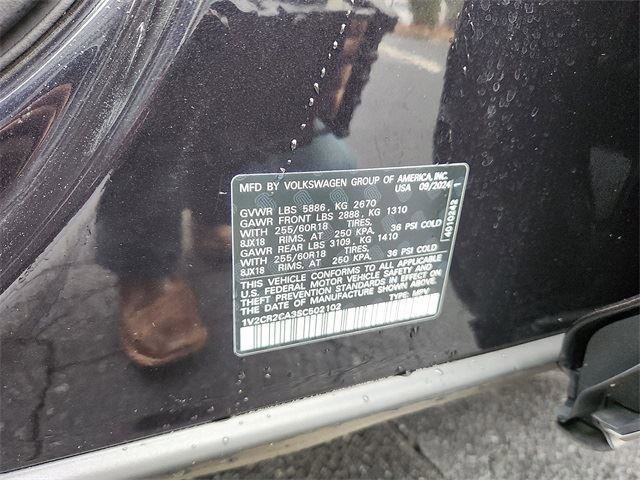 MFD BY VOLKSWAGEN GROUP OF AMERICA, INC.
USA 09/2024
GVWR LBS 5886, KG 2670
GAWR FRONT LBS 2888, KG 1310
WITH 255/60R18 TIRES,
8JX18 RIMS, AT 250 KPA, 36 PSI COLD
GAWR REAR LBS 3109, KG 1410
WITH 255/60R18 TIRES,
8JX18 RIMS, AT 250 KPA, 36 PSI COLD
THIS VEHICLE CONFORMS TO ALL APPLICABLE
U.S. FEDERAL MOTOR VEHICLE SAFETY AND
THEFT PREVENTION STANDARDS IN EFFECT ON
THE DATE OF MANUFACTURE SHOWN ABOVE.
1V2CR2CA3SC502102 TYPE: MPV
4010242